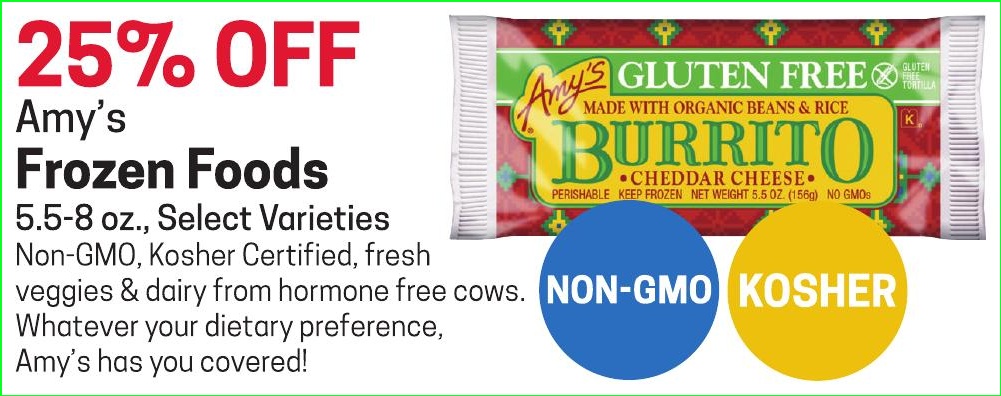 25% OFF
Amy's
Frozen Foods
5.5-8 oz., Select Varieties
Non-GMO, Kosher Certified, fresh
veggies & dairy from hormone free cows.
Whatever your dietary preference,
Amy's has you covered!
Amy's
GLUTEN FREE
GLUTEN
FREE
TORTILLA
MADE WITH ORGANIC BEANS & RICE
K
BURRITO
•CHEDDAR CHEESE•
PERISHABLE KEEP FROZEN NET WEIGHT 5.5 OZ. (156g) NO GMOs
NON-GMO
KOSHER